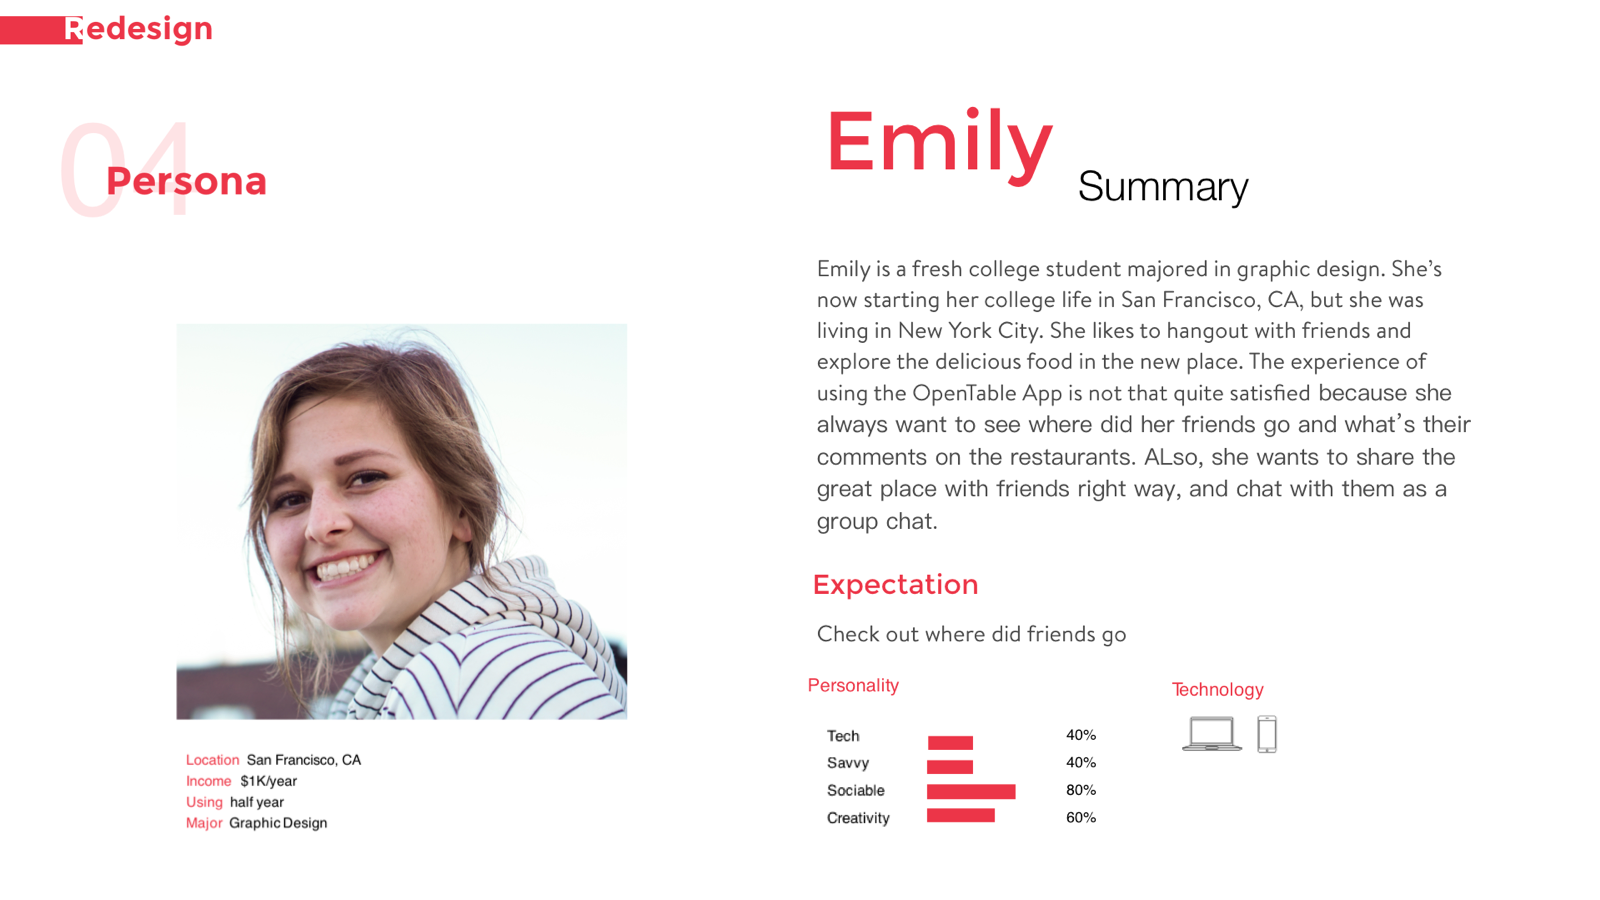 Redesign
04
Persona
Emily
Summary
Emily is a fresh college student majored in graphic design. She’s
now starting her college life in San Francisco, CA, but she was
living in New York City. She likes to hangout with friends and
explore the delicious food in the new place. The experience of
using the OpenTable App is not that quite satisfied because she
always want to see where did her friends go and what’s their
comments on the restaurants. ALso, she wants to share the
great place with friends right way, and chat with them as a
group chat.
Expectation
Check out where did friends go
Personality
Technology
Tech 40%
Savvy 40%
Sociable 80%
Creativity 60%
Location San Francisco, CA
Income $1K/year
Using half year
Major Graphic Design